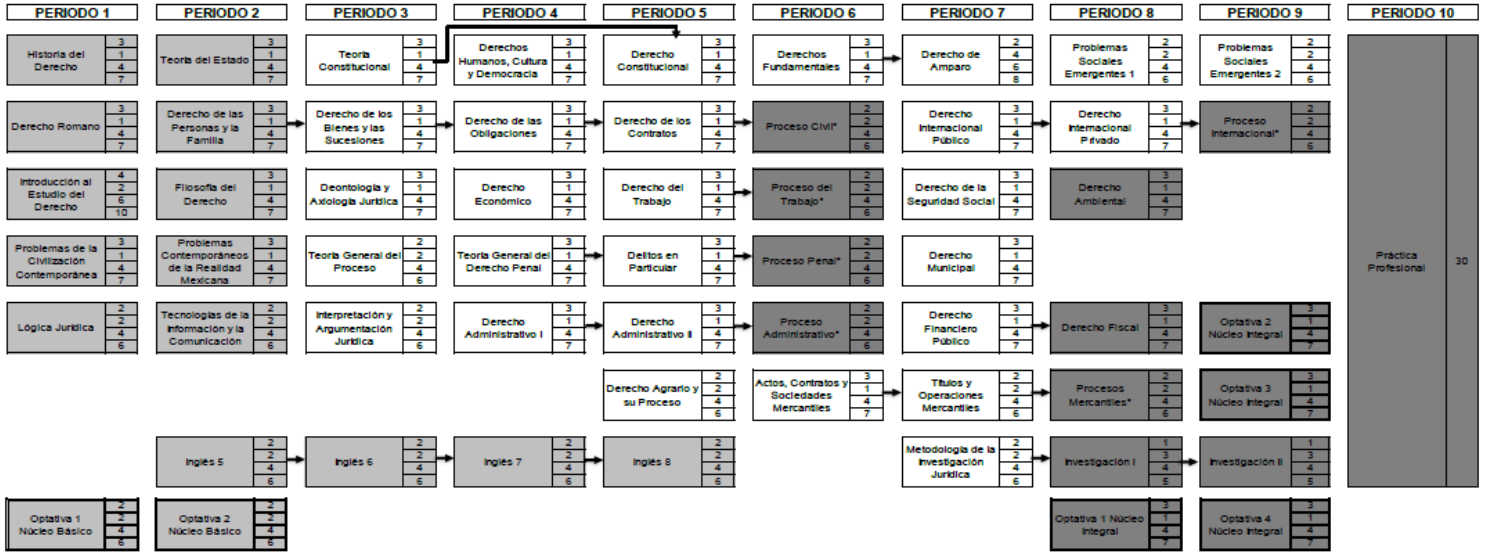 PERIODO 1
PERIODO 2
PERIODO 3
PERIODO 4
PERIODO 5
PERIODO 6
PERIODO 7
PERIODO 8
PERIODO 9
PERIODO 10
Historia del
Derecho
3
1
4
7
Teoría del Estado
3
1
4
7
Teoría
Constitucional
3
1
4
7
Derechos
Humanos, Cultura
y Democracia
3
1
4
7
Derecho
Constitucional
3
1
4
7
Derechos
Fundamentales
3
1
4
7
Derecho de
Amparo
2
4
6
8
Problemas
Sociales
Emergentes 1
2
2
4
6
Problemas
Sociales
Emergentes 2
2
2
4
6
Derecho Romano
3
1
4
7
Derecho de las
Personas y la
Familia
3
1
4
7
Derecho de los
Bienes y las
Sucesiones
3
1
4
7
Derecho de las
Obligaciones
3
1
4
7
Derecho de los
Contratos
3
1
4
7
Proceso Civil*
2
2
4
6
Derecho
Internacional
Público
3
1
4
7
Derecho
Internacional
Privado
3
1
4
7
Proceso
Internacional*
2
2
4
6
Introducción al
Estudio del
Derecho
4
2
6
10
Filosofía del
Derecho
3
1
4
7
Deontología y
Axiología Jurídica
3
1
4
7
Derecho
Económico
3
1
4
7
Derecho del
Trabajo
3
1
4
7
Proceso del
Trabajo*
2
2
4
6
Derecho de la
Seguridad Social
3
1
4
7
Derecho
Ambiental
3
1
4
7
Problemas de la
Civilización
Contemporánea
3
1
4
7
Problemas
Contemporáneos
de la Realidad
Mexicana
3
1
4
7
Teoría General del
Proceso
2
2
4
6
Teoría General del
Derecho Penal
3
1
4
7
Delitos en
Particular
3
1
4
7
Proceso Penal*
2
2
4
6
Derecho
Municipal
3
1
4
7
Práctica
Profesional
30
Lógica Jurídica
2
2
4
6
Tecnologías de la
Información y la
Comunicación
2
2
4
6
Interpretación y
Argumentación
Jurídica
2
2
4
6
Derecho
Administrativo I
3
1
4
7
Derecho
Administrativo II
3
1
4
7
Proceso
Administrativo*
2
2
4
6
Derecho
Financiero
Público
3
1
4
7
Derecho Fiscal
3
1
4
7
Optativa 2
Núcleo Integral
3
1
4
7
Derecho Agrario y
su Proceso
2
2
4
6
Actos, Contratos y
Sociedades
Mercantiles
3
1
4
7
Títulos y
Operaciones
Mercantiles
2
2
4
6
Procesos
Mercantiles*
2
2
4
6
Optativa 3
Núcleo Integral
3
1
4
7
Inglés 5
2
2
4
6
Inglés 6
2
2
4
6
Inglés 7
2
2
4
6
Inglés 8
2
2
4
6
Metodología de la
Investigación
Jurídica
2
2
4
6
Investigación I
1
3
4
5
Investigación II
1
3
4
5
Optativa 1
Núcleo Básico
2
2
4
6
Optativa 2
Núcleo Básico
2
2
4
6
Optativa 1 Núcleo
Integral
3
1
4
7
Optativa 4
Núcleo Integral
3
1
4
7